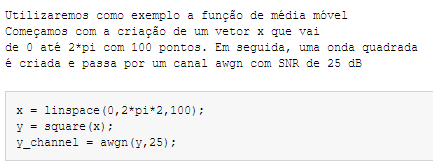 Utilizaremos como exemplo a função de média móvel
Começamos com a criação de um vetor x que vai
de 0 até 2*pi com 100 pontos. Em seguida, uma onda quadrada
é criada e passa por um canal awgn com SNR de 25 dB
x = linspace(0,2*pi*2,100);
y = square(x);
y_channel = awgn(y,25);